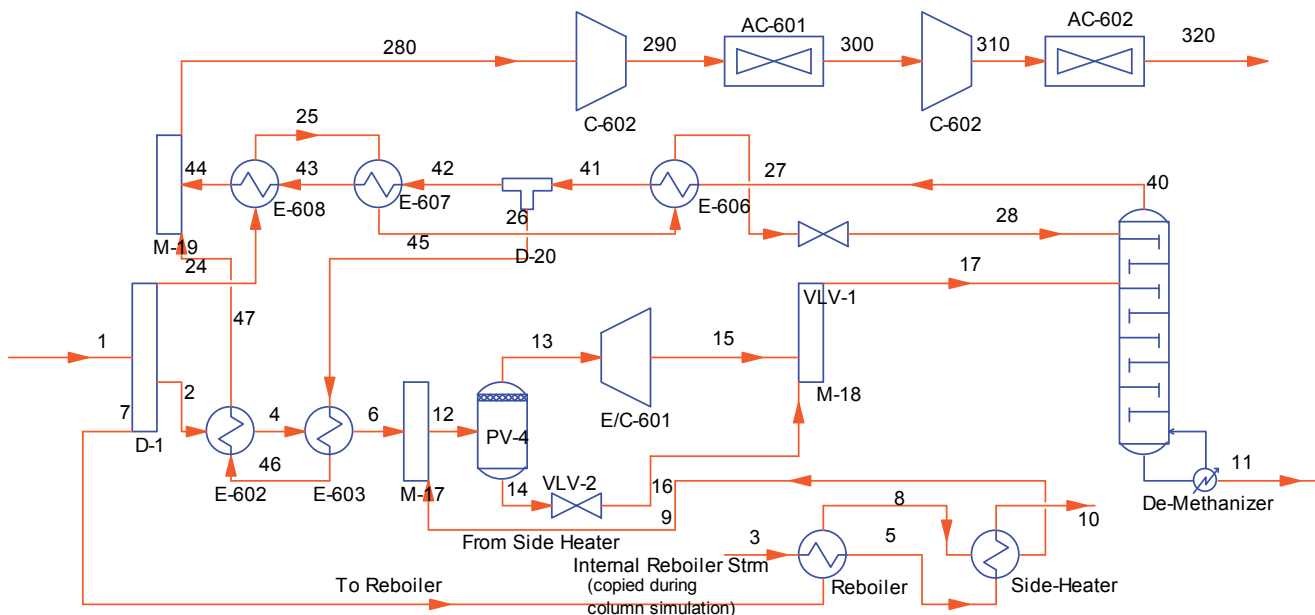 AC-601
AC-602
280
290
300
310
320
C-602
C-602
25
27
44
43
42
41
40
E-608
E-607
E-606
26
28
M-19
45
D-20
24
17
VLV-1
47
1
13
15
2
7
4
6
12
E/C-601
M-18
PV-4
D-1
46
14
VLV-2
16
11
E-602
E-603
M-17
9
8
10
De-Methanizer
From Side Heater
3
5
Internal Reboiler Strm
(copied during
column simulation)
To Reboiler
Reboiler
Side-Heater